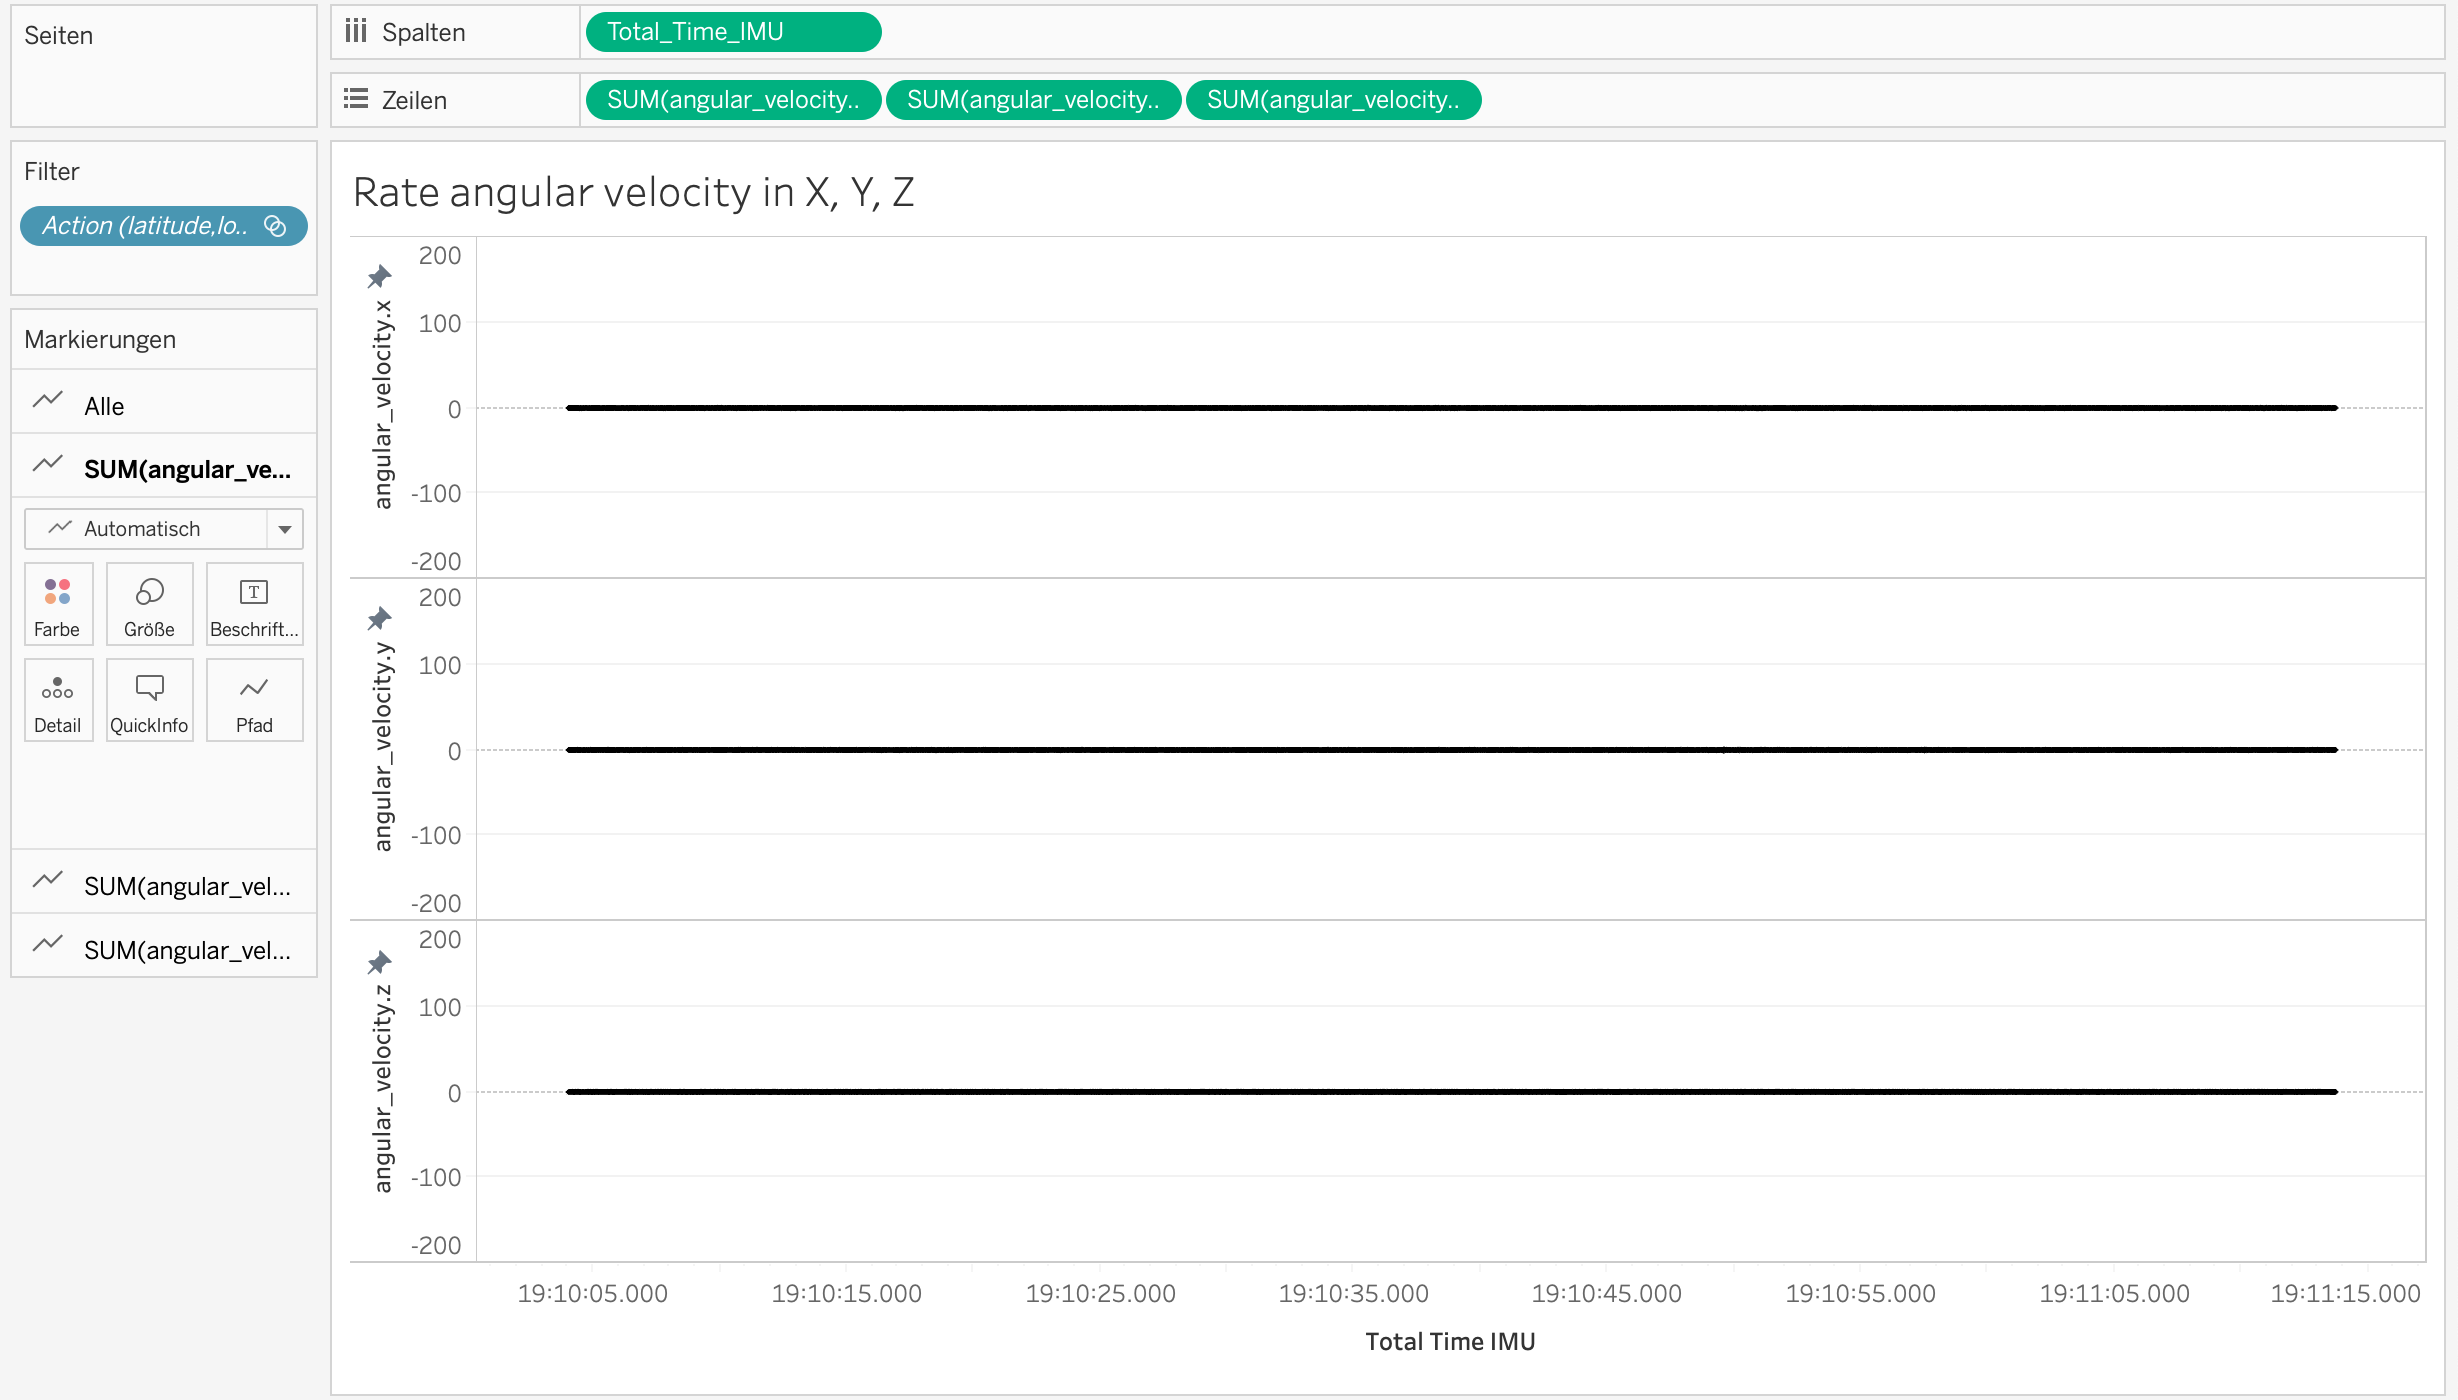 Seiten
Spalten
Total_Time_IMU
Zeilen
SUM(angular_velocity..
SUM(angular_velocity..
SUM(angular_velocity..
Filter
Action (latitude,lo..
Markierungen
Alle
SUM(angular_ve...
Automatisch
Farbe
Größe
T
Beschrift...
Detail
QuickInfo
Pfad
SUM(angular_vel...
SUM(angular_vel...
Rate angular velocity in X, Y, Z
angular_velocity.x
200
100
0
-100
-200
angular_velocity.y
200
100
0
-100
-200
angular_velocity.z
200
100
0
-100
-200
19:10:05.000
19:10:15.000
19:10:25.000
19:10:35.000
19:10:45.000
19:10:55.000
19:11:05.000
19:11:15.000
Total Time IMU